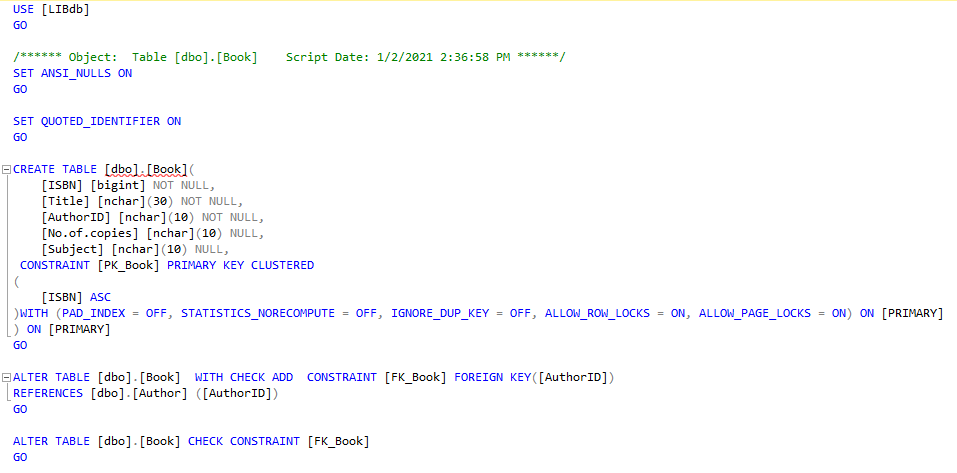 USE [LIBdb]
GO
/****** Object:  Table [dbo].[Book]    Script Date: 1/2/2021 2:36:58 PM ******/
SET ANSI_NULLS ON
GO
SET QUOTED_IDENTIFIER ON
GO
CREATE TABLE [dbo].[Book](
    [ISBN] [bigint] NOT NULL,
    [Title] [nchar](30) NOT NULL,
    [AuthorID] [nchar](10) NOT NULL,
    [No.of.copies] [nchar](10) NULL,
    [Subject] [nchar](10) NULL,
 CONSTRAINT [PK_Book] PRIMARY KEY CLUSTERED
(
    [ISBN] ASC
)WITH (PAD_INDEX = OFF, STATISTICS_NORECOMPUTE = OFF, IGNORE_DUP_KEY = OFF, ALLOW_ROW_LOCKS = ON, ALLOW_PAGE_LOCKS = ON) ON [PRIMARY]
) ON [PRIMARY]
GO
ALTER TABLE [dbo].[Book]  WITH CHECK ADD  CONSTRAINT [FK_Book] FOREIGN KEY([AuthorID])
REFERENCES [dbo].[Author] ([AuthorID])
GO
ALTER TABLE [dbo].[Book] CHECK CONSTRAINT [FK_Book]
GO